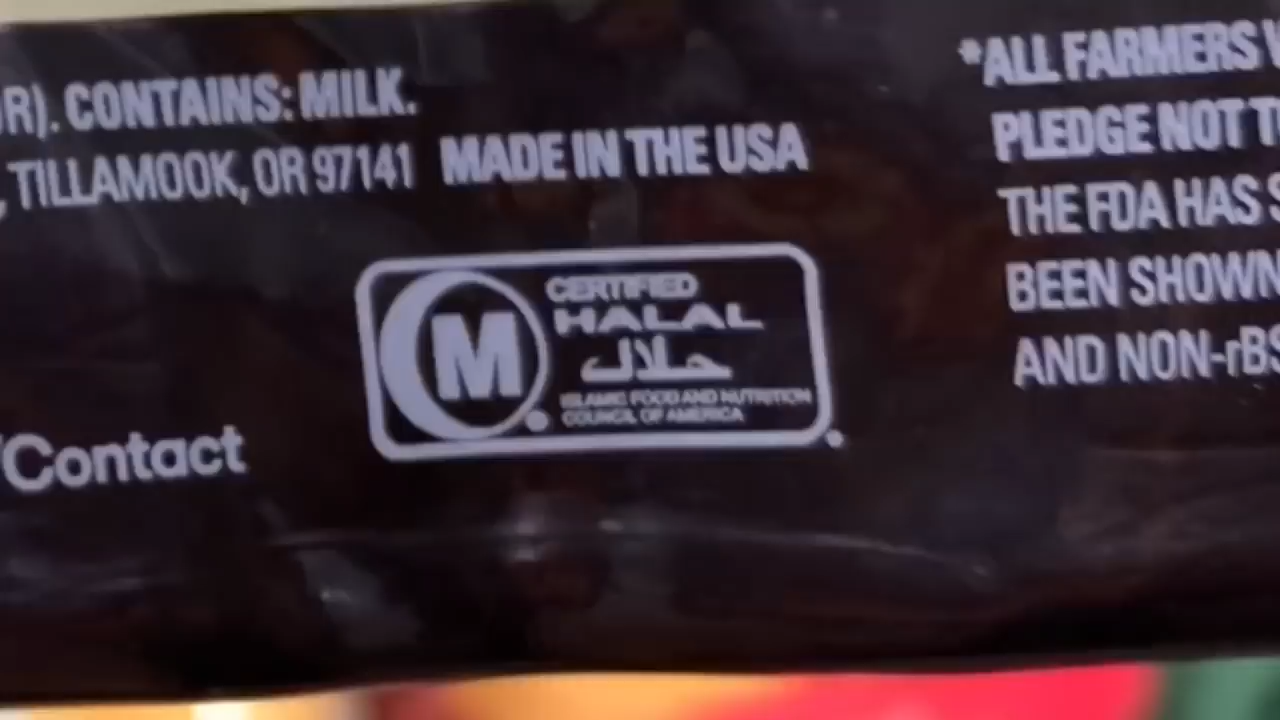 R). CONTAINS: MILK.
, TILLAMOOK, OR 97141 MADE IN THE USA
M
CERTIFIED
HALAL
حلال
ISLAMIC FOOD AND NUTRITION
COUNCIL OF AMERICA
/Contact
*ALL FARMERS
PLEDGE NOT T
THE FDA HAS S
BEEN SHOWN
AND NON-rBS